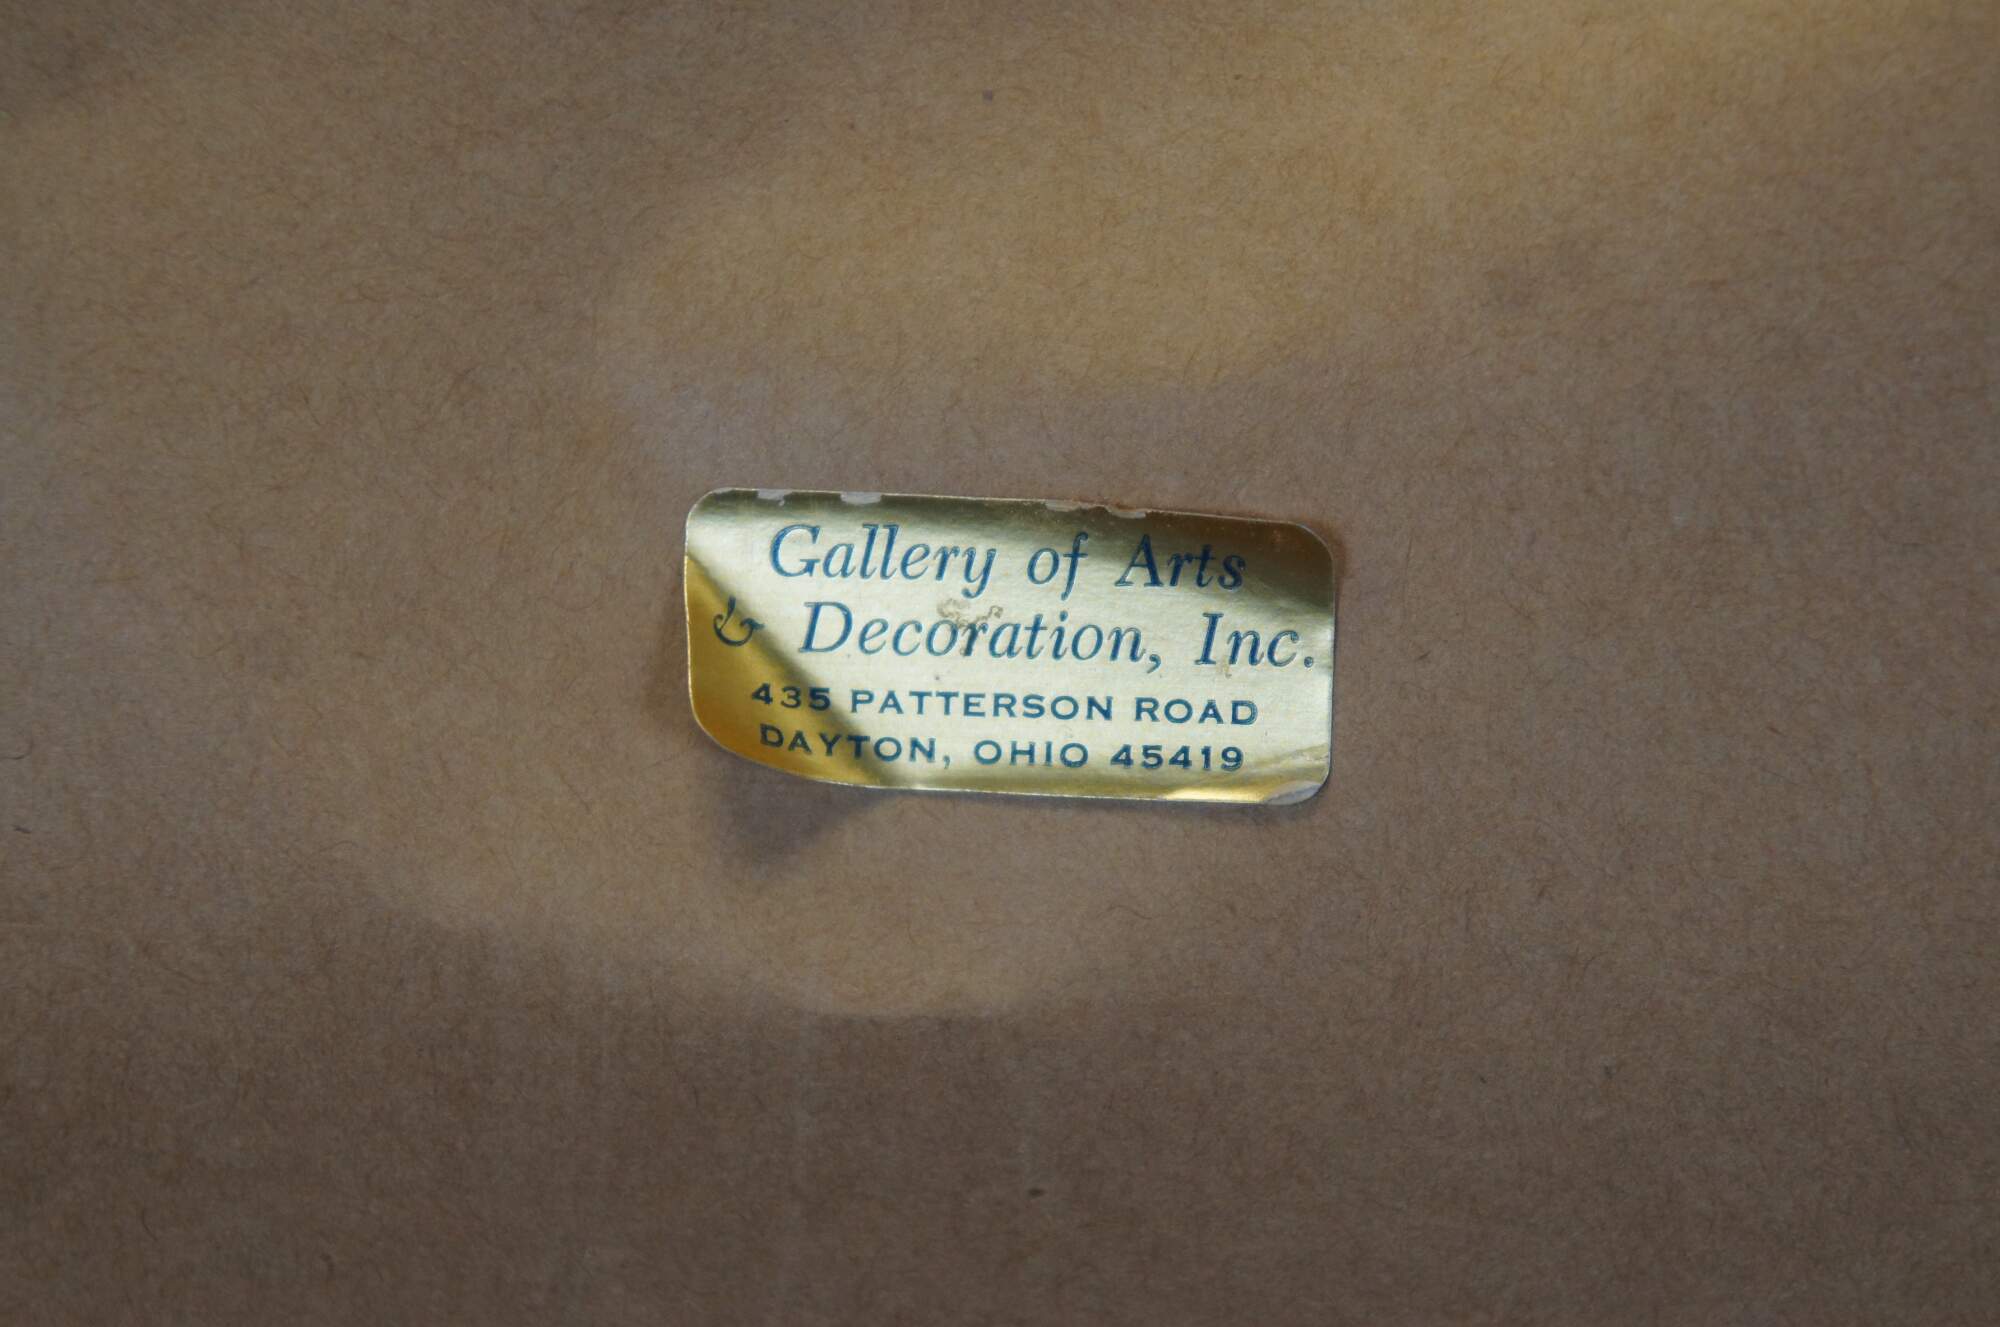 Gallery of Arts
& Decoration, Inc.
435 PATTERSON ROAD
DAYTON, OHIO 45419